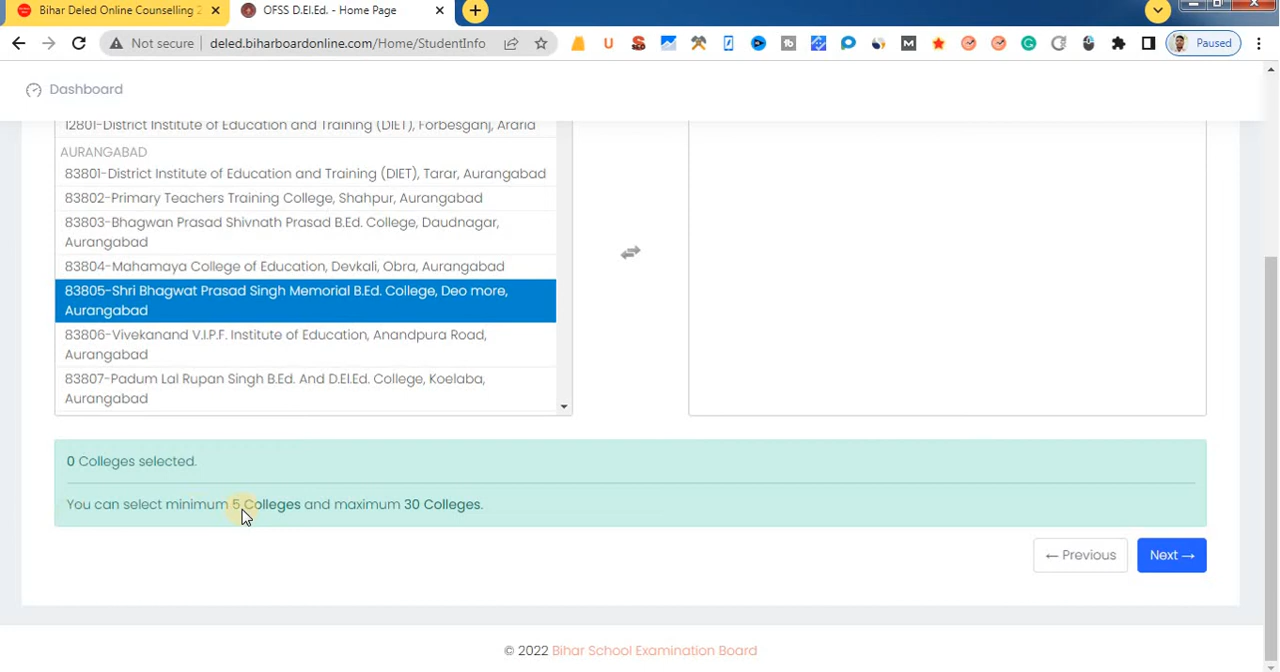 Bihar Deled Online Counselling 2
OFSS D.El.Ed. - Home Page
Not secure
deled.biharboardonline.com/Home/StudentInfo
Paused
Dashboard
12801-District Institute of Education and Training (DIET), Forbesganj, Araria
AURANGABAD
83801-District Institute of Education and Training (DIET), Tarar, Aurangabad
83802-Primary Teachers Training College, Shahpur, Aurangabad
83803-Bhagwan Prasad Shivnath Prasad B.Ed. College, Daudnagar,
Aurangabad
83804-Mahamaya College of Education, Devkali, Obra, Aurangabad
83805-Shri Bhagwat Prasad Singh Memorial B.Ed. College, Deo more,
Aurangabad
83806-Vivekanand V.I.P.F. Institute of Education, Anandpura Road,
Aurangabad
83807-Padum Lal Rupan Singh B.Ed. And D.El.Ed. College, Koelaba,
Aurangabad
0 Colleges selected.
You can select minimum 5 Colleges and maximum 30 Colleges.
← Previous
Next →
© 2022 Bihar School Examination Board